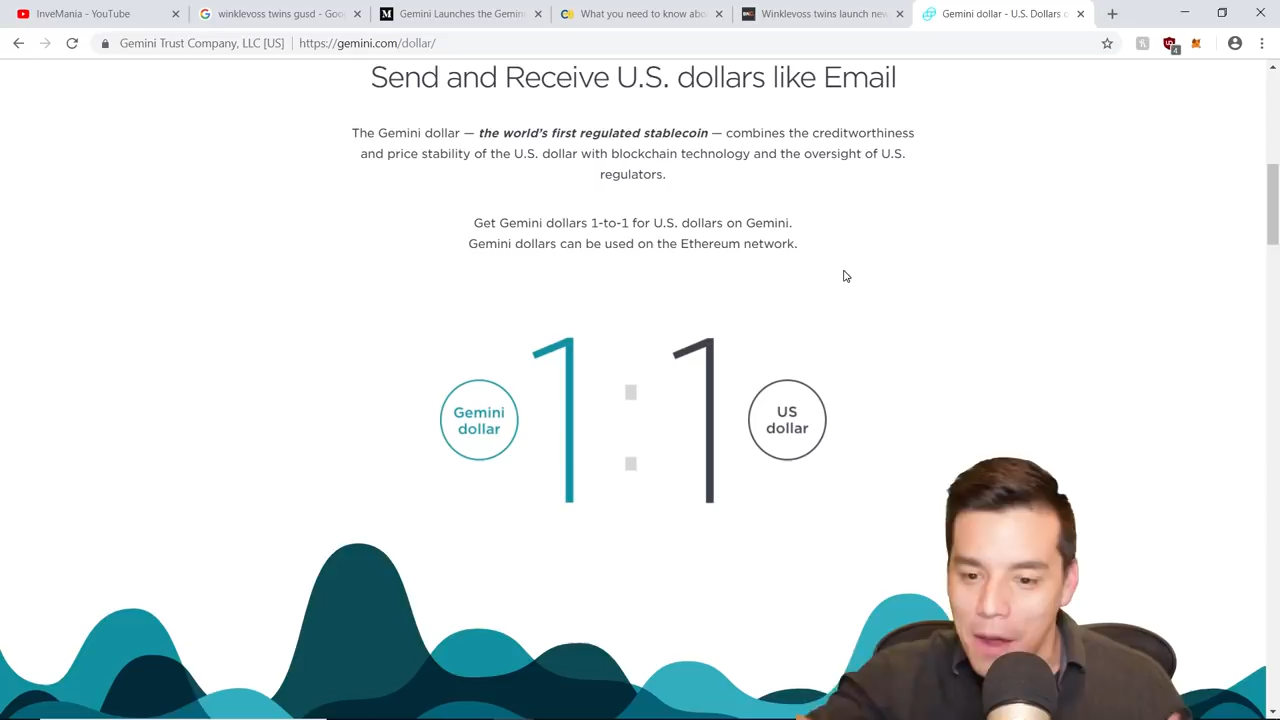 InveMania - YouTube
winklevoss twins gusd - Goo
Gemini Launches the Gemin
What you need to know abo
Winklevoss twins launch new
Gemini dollar - U.S. Dollars o
Gemini Trust Company, LLC [US]
https://gemini.com/dollar/
4
Send and Receive U.S. dollars like Email
The Gemini dollar — the world's first regulated stablecoin — combines the creditworthiness
and price stability of the U.S. dollar with blockchain technology and the oversight of U.S.
regulators.
Get Gemini dollars 1-to-1 for U.S. dollars on Gemini.
Gemini dollars can be used on the Ethereum network.
1 : 1
Gemini
dollar
US
dollar